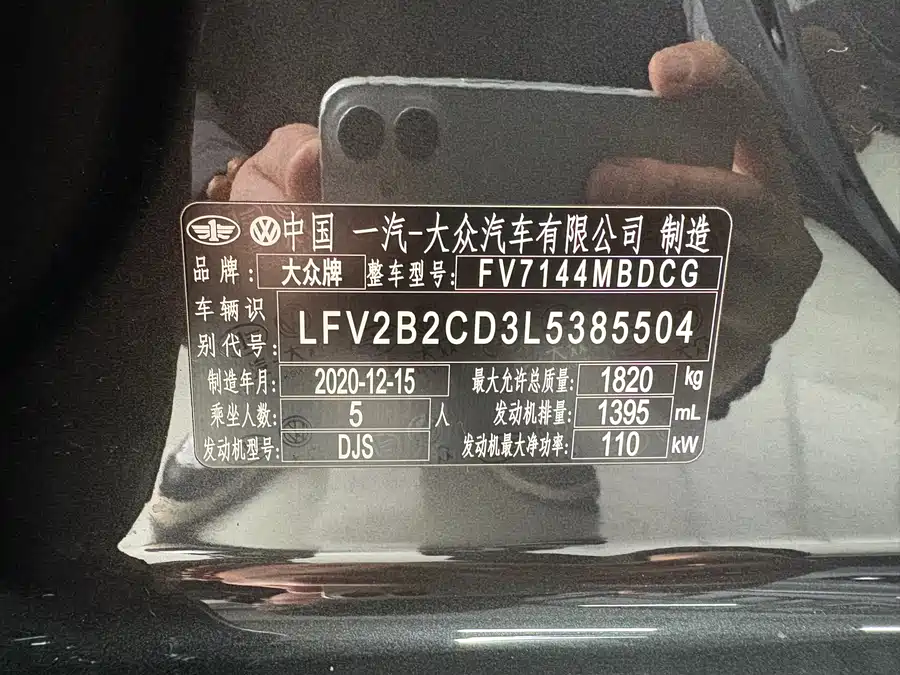 中国 一汽-大众汽车有限公司 制造
品牌: 大众牌 整车型号: FV7144MBDCG
车辆识别代号: LFV2B2CD3L5385504
制造年月: 2020-12-15 最大允许总质量: 1820 kg
乘坐人数: 5 人 发动机排量: 1395 mL
发动机型号: DJS 发动机最大净功率: 110 kW